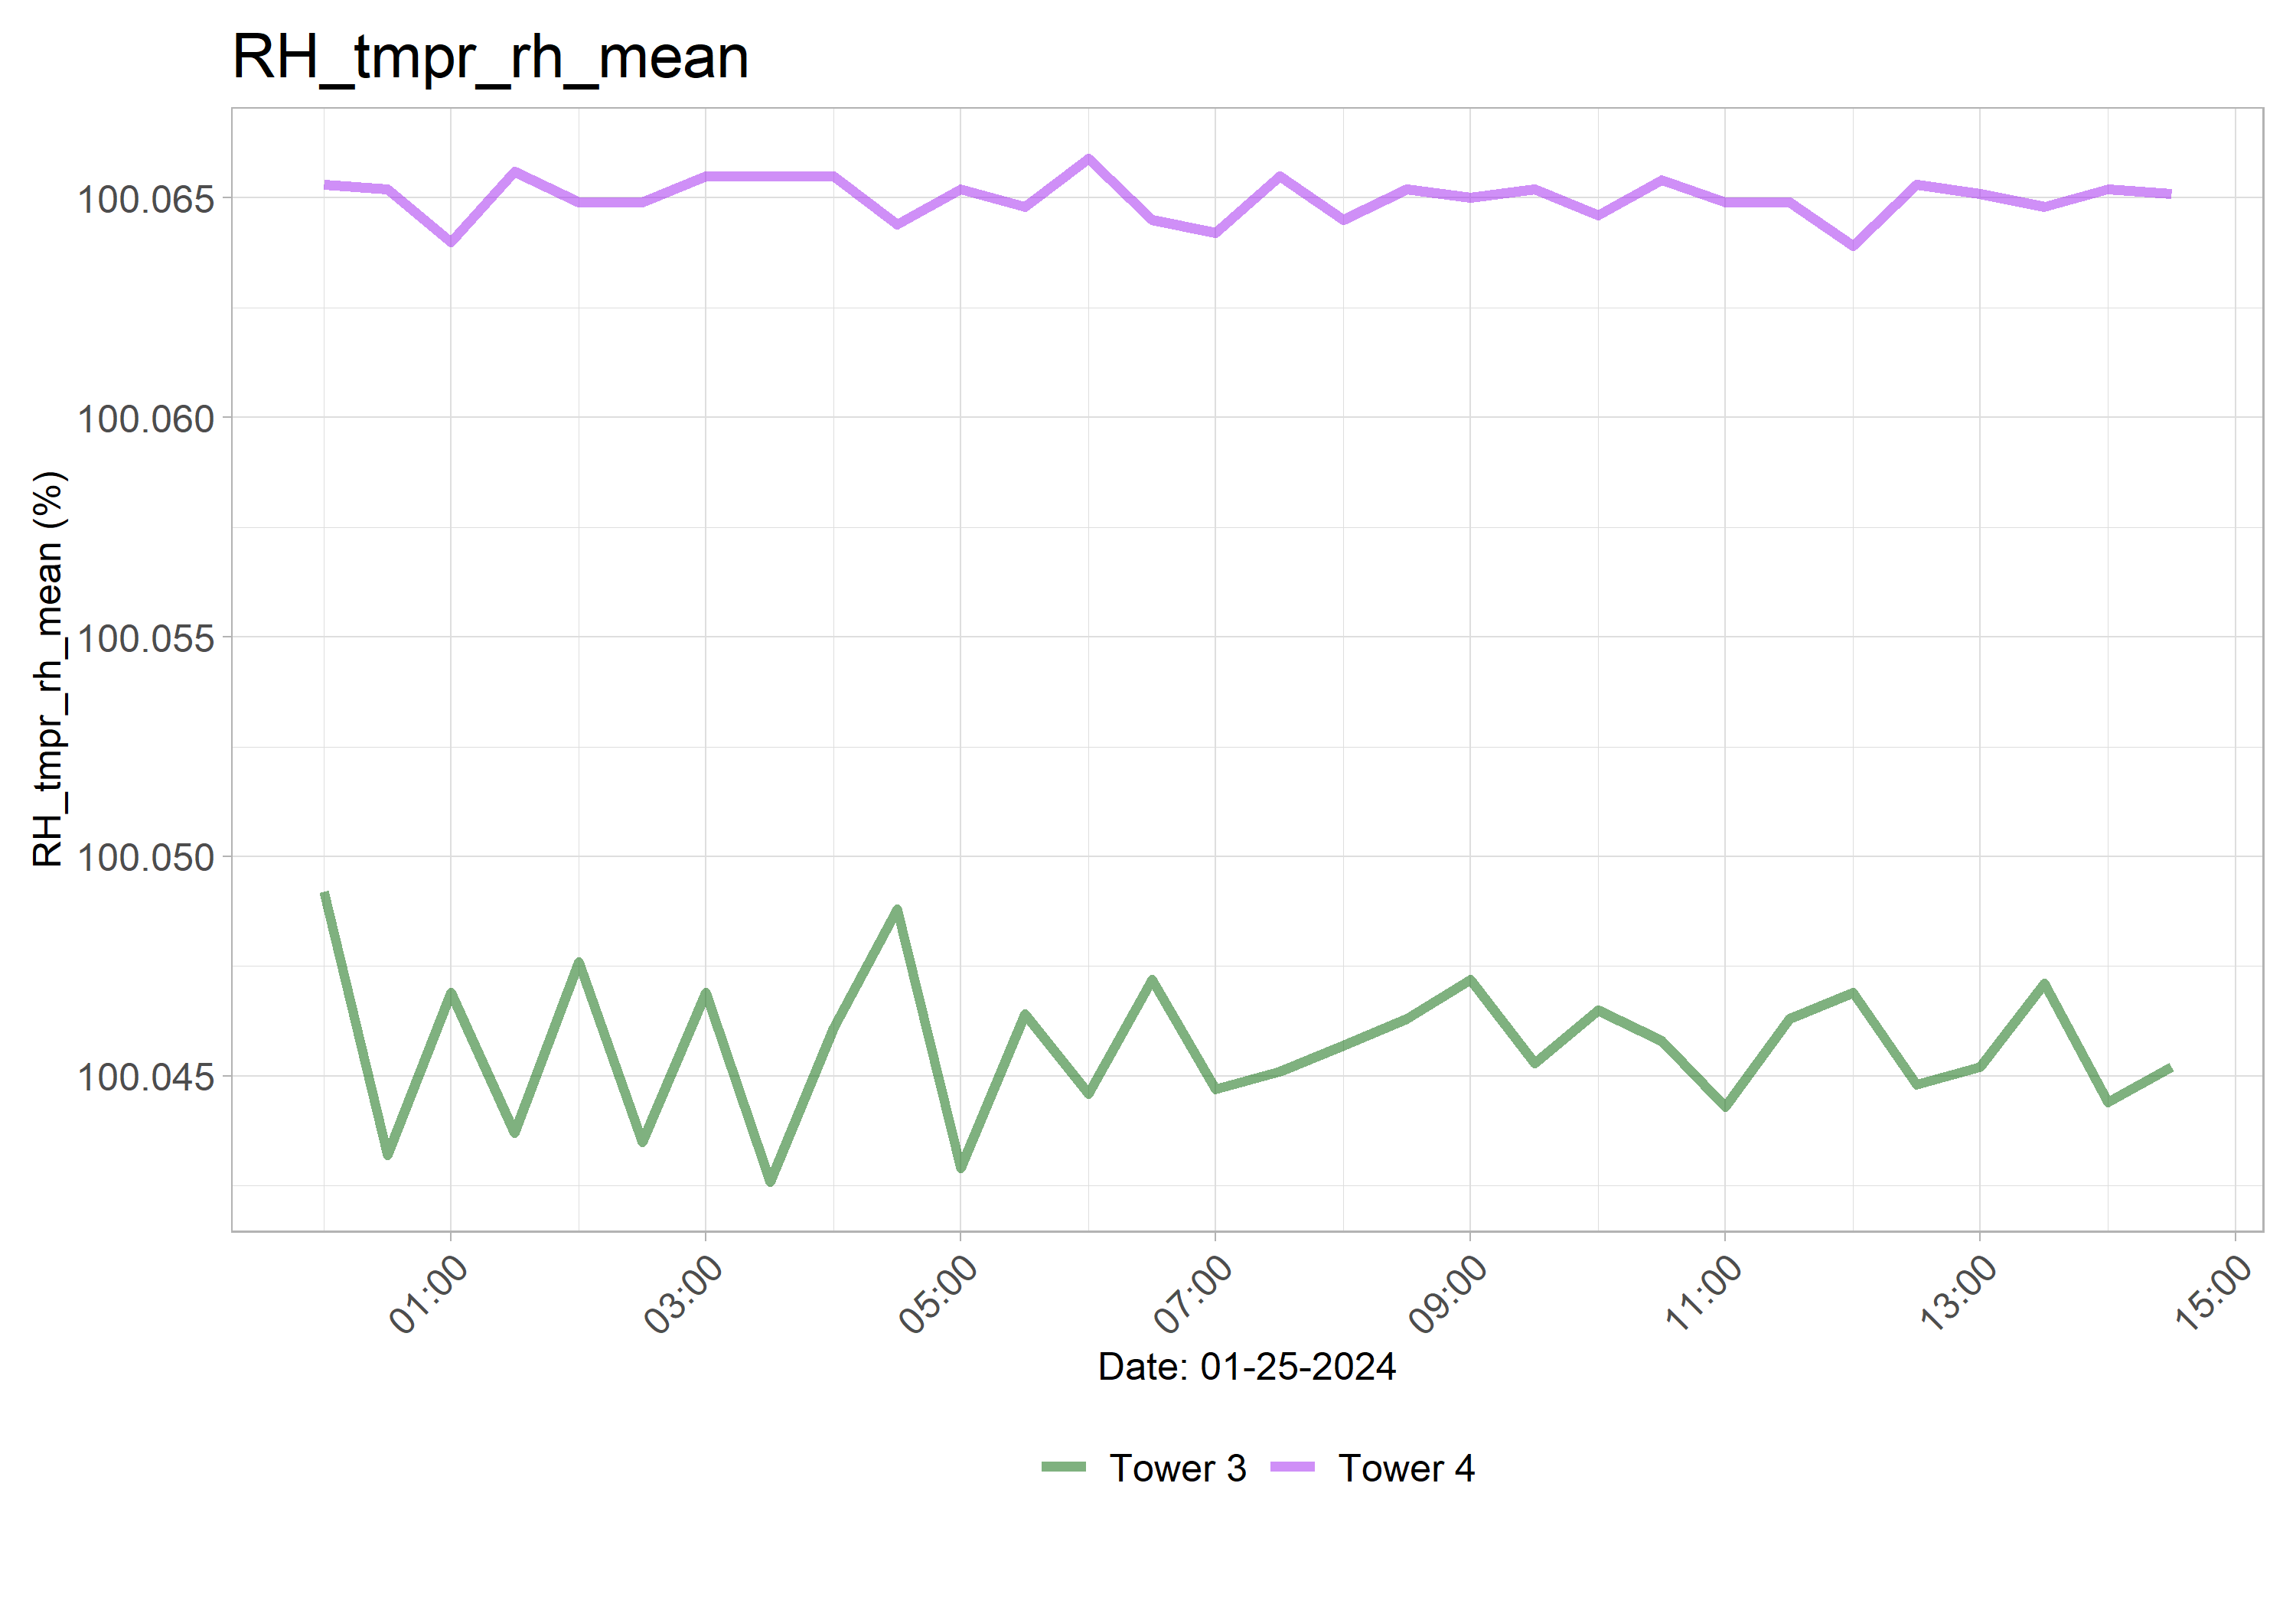 RH_tmpr_rh_mean
RH_tmpr_rh_mean (%)
100.065
100.060
100.055
100.050
100.045
01:00 03:00 05:00 07:00 09:00 11:00 13:00 15:00
Date: 01-25-2024
Tower 3 Tower 4